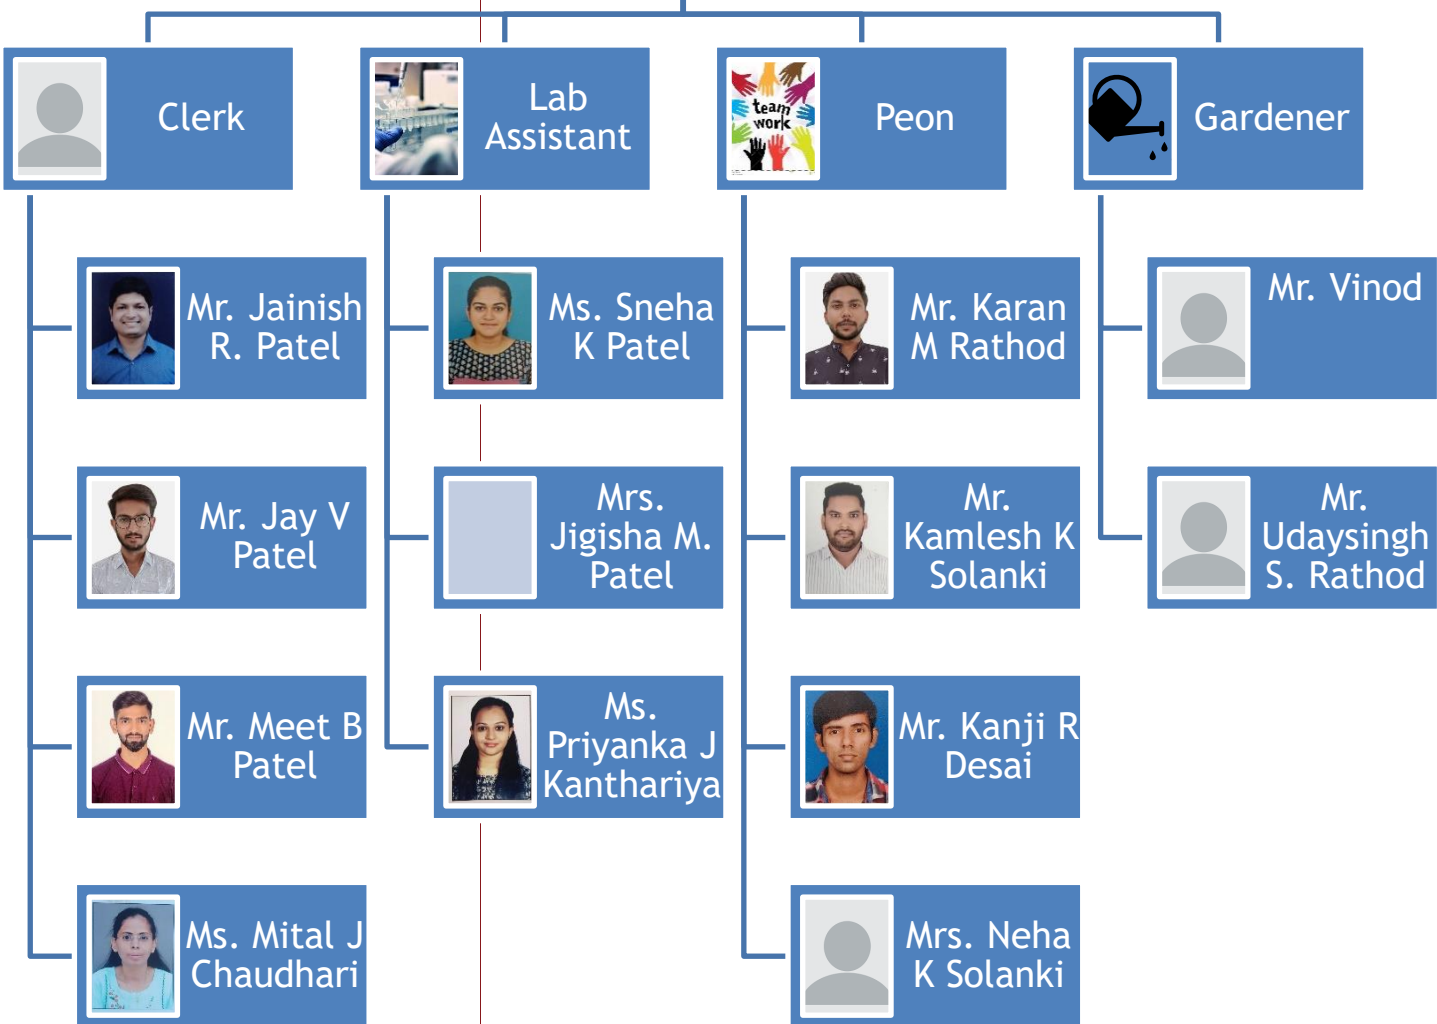 Clerk
Lab
Assistant
team
work
Peon
Gardener
Mr. Jainish
R. Patel
Ms. Sneha
K Patel
Mr. Karan
M Rathod
Mr. Vinod
Mr. Jay V
Patel
Mrs.
Jigisha M.
Patel
Mr.
Kamlesh K
Solanki
Mr.
Udaysingh
S. Rathod
Mr. Meet B
Patel
Ms.
Priyanka J
Kanthariya
Mr. Kanji R
Desai
Ms. Mital J
Chaudhari
Mrs. Neha
K Solanki